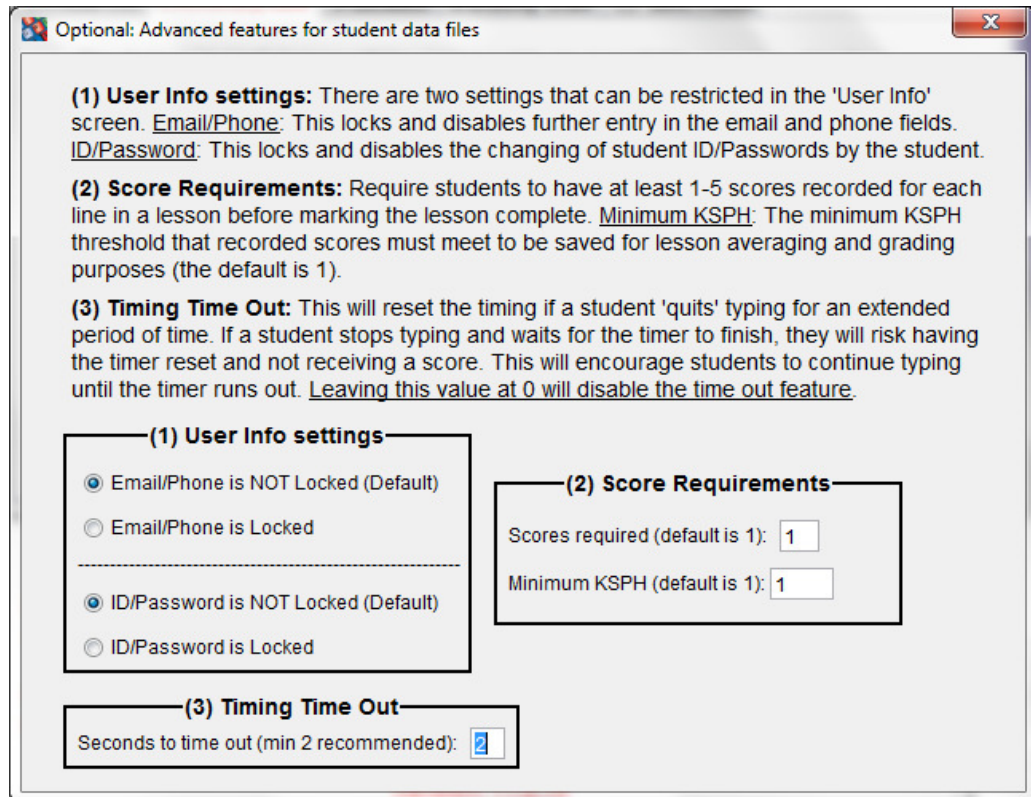 Optional: Advanced features for student data files
x
(1) User Info settings: There are two settings that can be restricted in the 'User Info'
screen. Email/Phone: This locks and disables further entry in the email and phone fields.
ID/Password: This locks and disables the changing of student ID/Passwords by the student.
(2) Score Requirements: Require students to have at least 1-5 scores recorded for each
line in a lesson before marking the lesson complete. Minimum KSPH: The minimum KSPH
threshold that recorded scores must meet to be saved for lesson averaging and grading
purposes (the default is 1).
(3) Timing Time Out: This will reset the timing if a student 'quits' typing for an extended
period of time. If a student stops typing and waits for the timer to finish, they will risk having
the timer reset and not receiving a score. This will encourage students to continue typing
until the timer runs out. Leaving this value at 0 will disable the time out feature.
(1) User Info settings
Email/Phone is NOT Locked (Default)
Email/Phone is Locked
ID/Password is NOT Locked (Default)
ID/Password is Locked
(2) Score Requirements
Scores required (default is 1): 1
Minimum KSPH (default is 1): 1
(3) Timing Time Out
Seconds to time out (min 2 recommended): 2